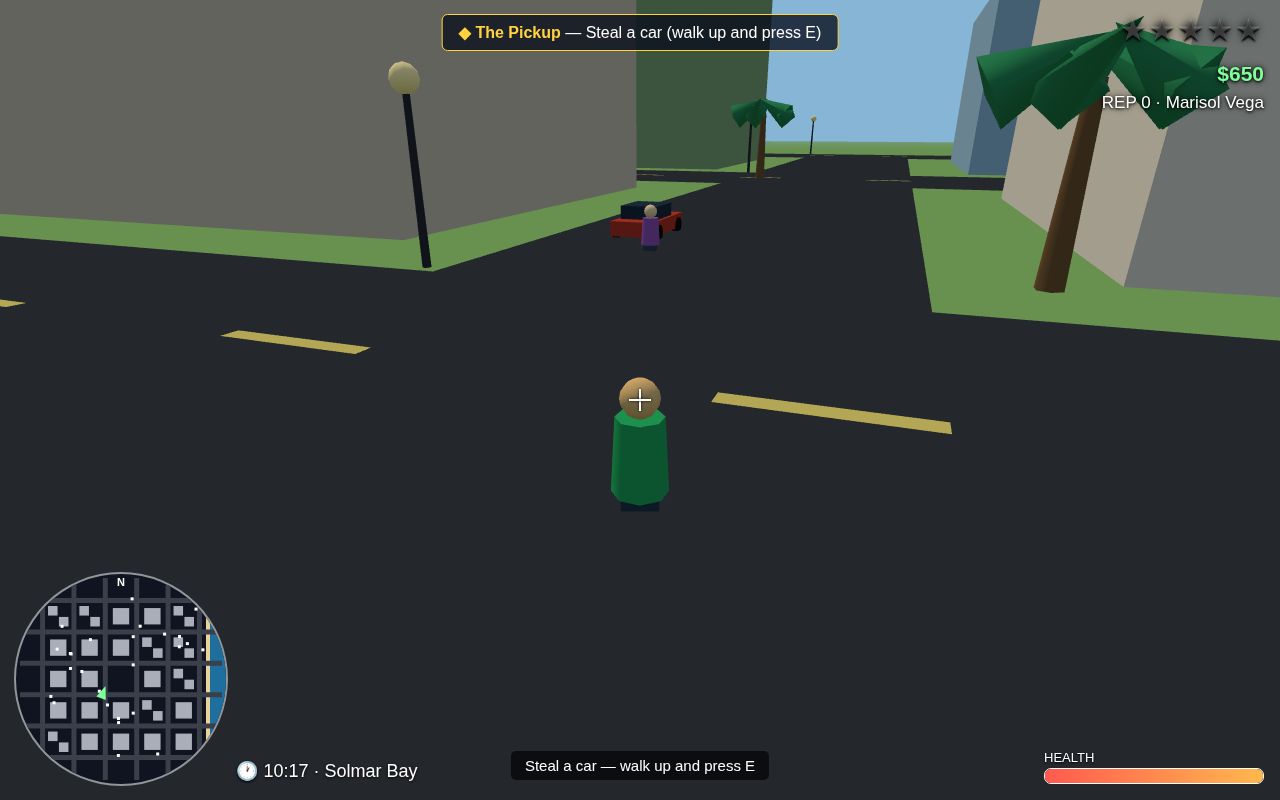 ◆ The Pickup — Steal a car (walk up and press E)
★★★★★
$650
REP 0 · Marisol Vega
N
🕐 10:17 · Solmar Bay
Steal a car — walk up and press E
HEALTH